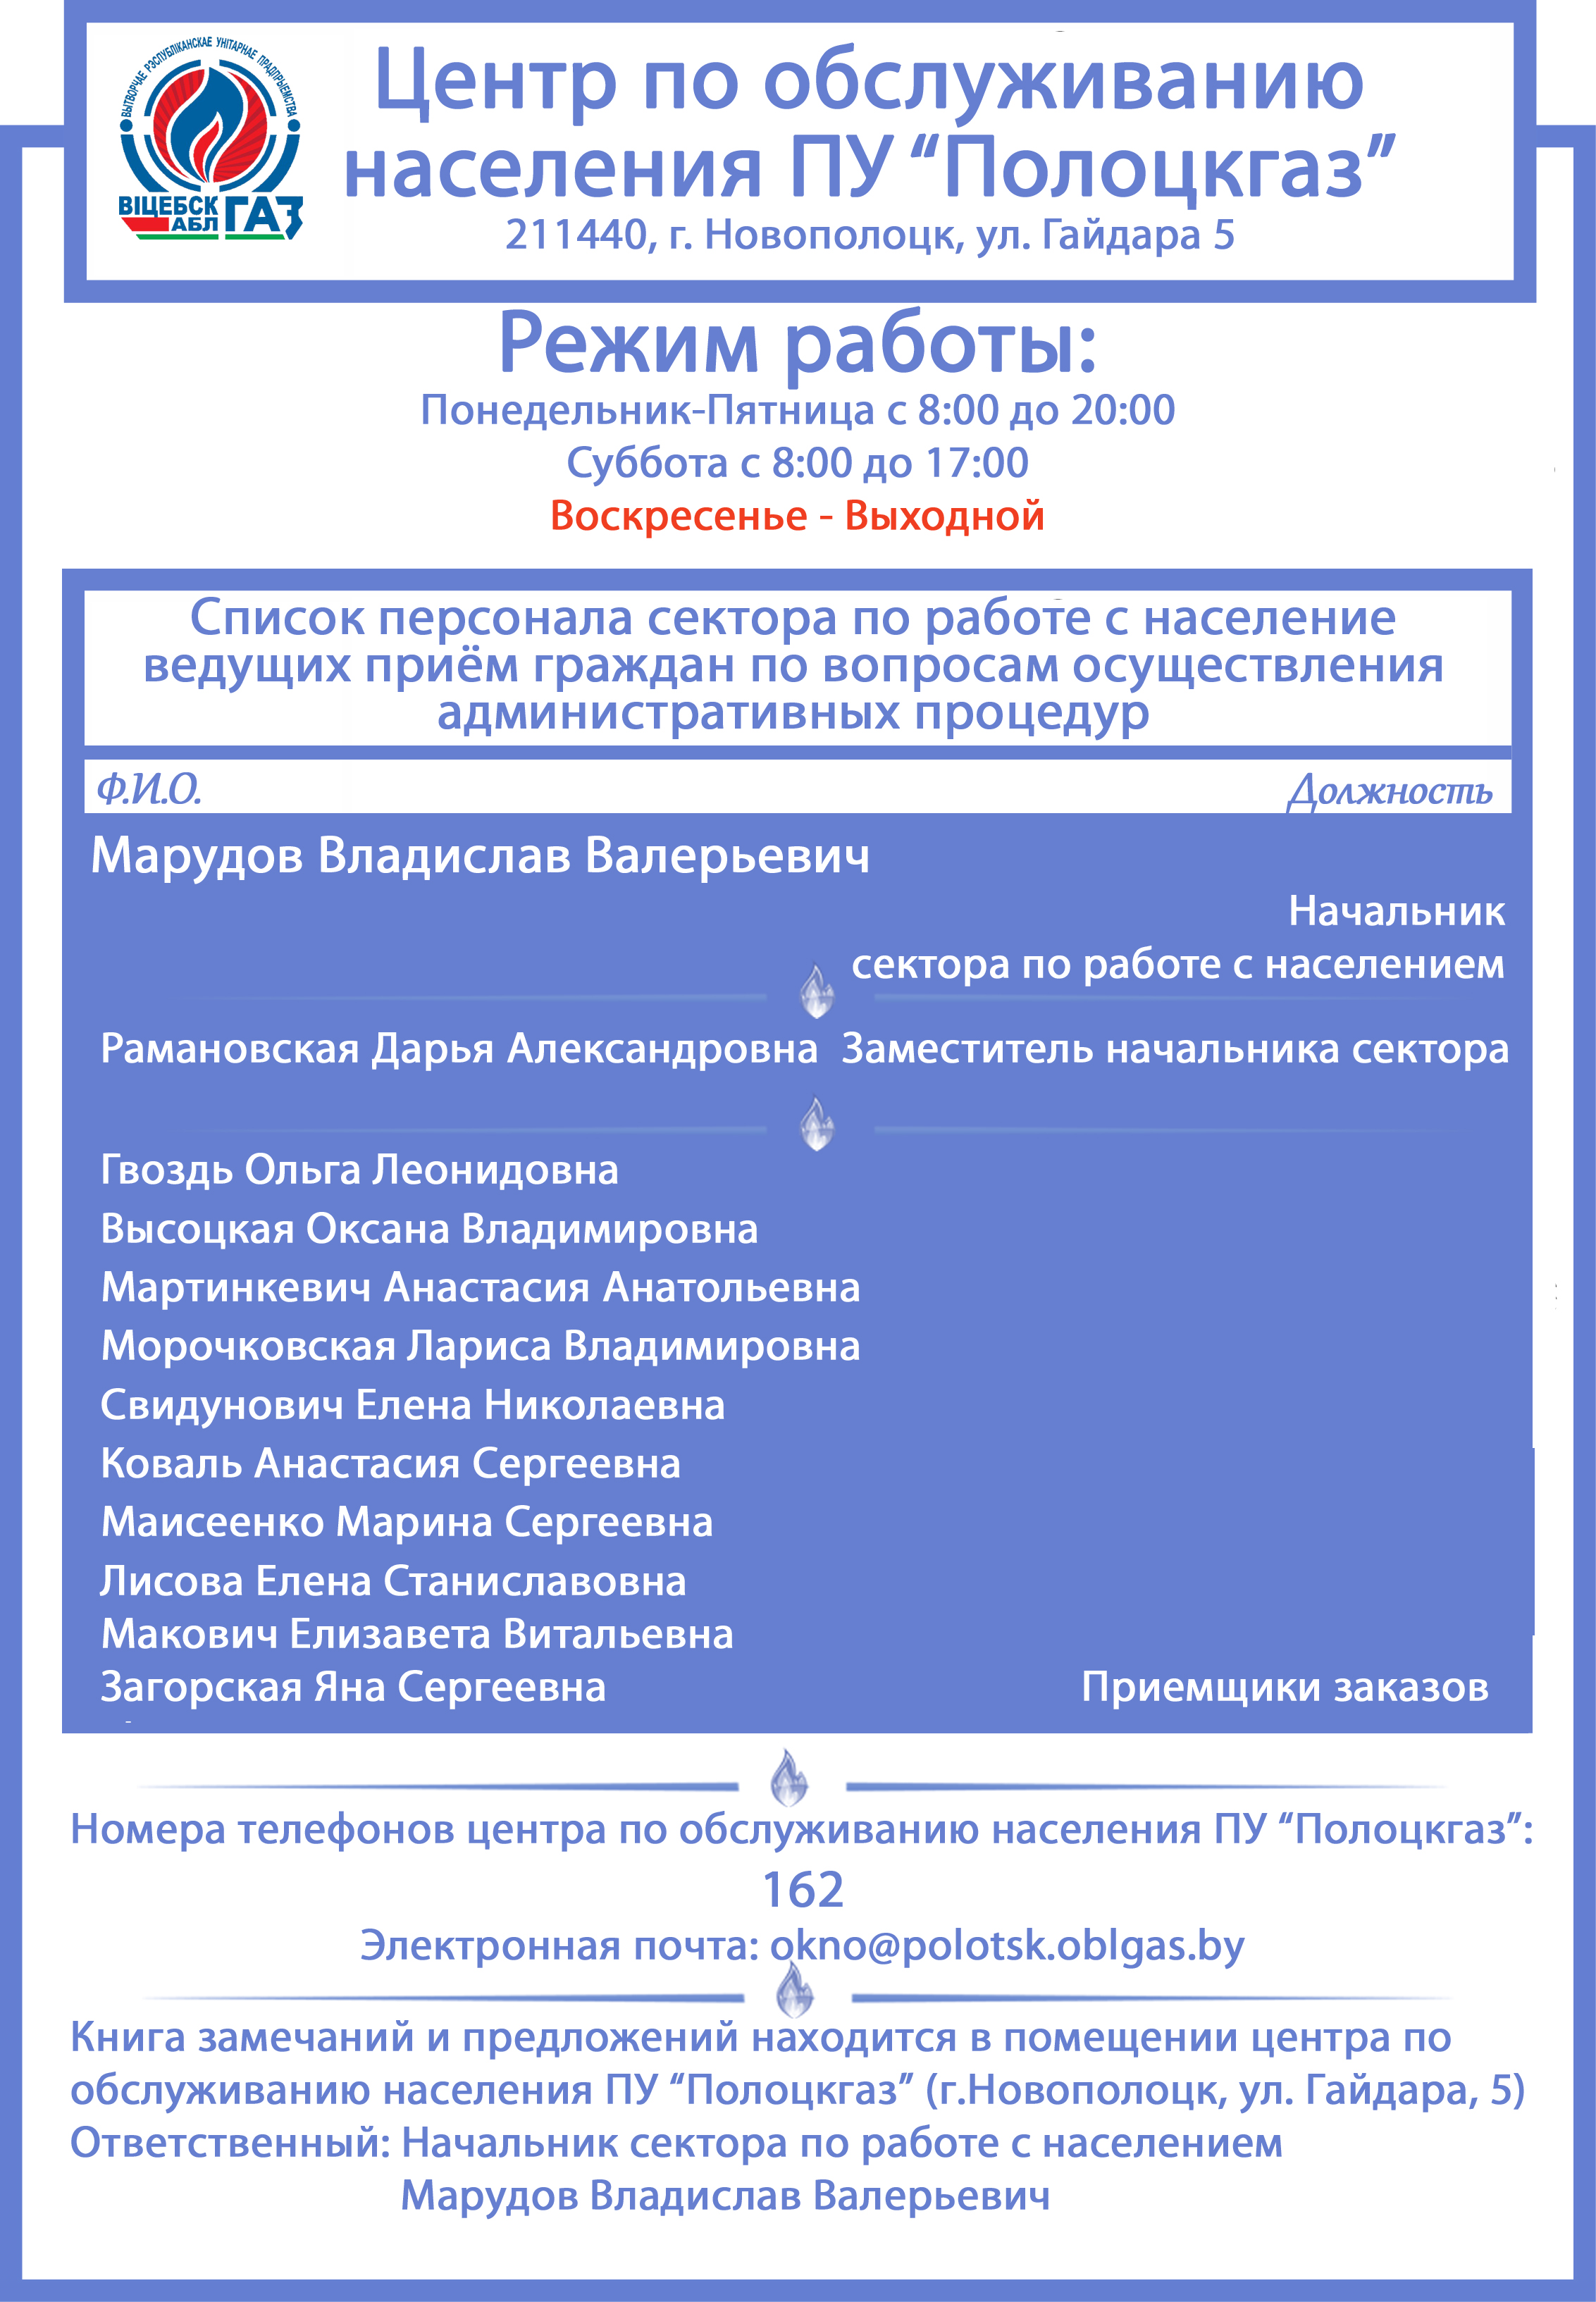 ВЫТВОРЧАЕ РЭСПУБЛІКАНСКАЕ УНІТАРНАЕ ПРАДПРЫЕМСТВА
ВІЦЕБСК
АБЛ
ГАЗ
Центр по обслуживанию
населения ПУ “Полоцкгаз”
211440, г. Новополоцк, ул. Гайдара 5
Режим работы:
Понедельник-Пятница с 8:00 до 20:00
Суббота с 8:00 до 17:00
Воскресенье - Выходной
Список персонала сектора по работе с население
ведущих приём граждан по вопросам осуществления
административных процедур
Ф.И.О. Должность
Марудов Владислав Валерьевич
Начальник
сектора по работе с населением
Рамановская Дарья Александровна Заместитель начальника сектора
Гвоздь Ольга Леонидовна
Высоцкая Оксана Владимировна
Мартинкевич Анастасия Анатольевна
Морочковская Лариса Владимировна
Свидунович Елена Николаевна
Коваль Анастасия Сергеевна
Маисеенко Марина Сергеевна
Лисова Елена Станиславовна
Макович Елизавета Витальевна
Загорская Яна Сергеевна Приемщики заказов
Номера телефонов центра по обслуживанию населения ПУ “Полоцкгаз”:
162
Электронная почта: okno@polotsk.oblgas.by
Книга замечаний и предложений находится в помещении центра по
обслуживанию населения ПУ “Полоцкгаз” (г.Новополоцк, ул. Гайдара, 5)
Ответственный: Начальник сектора по работе с населением
Марудов Владислав Валерьевич